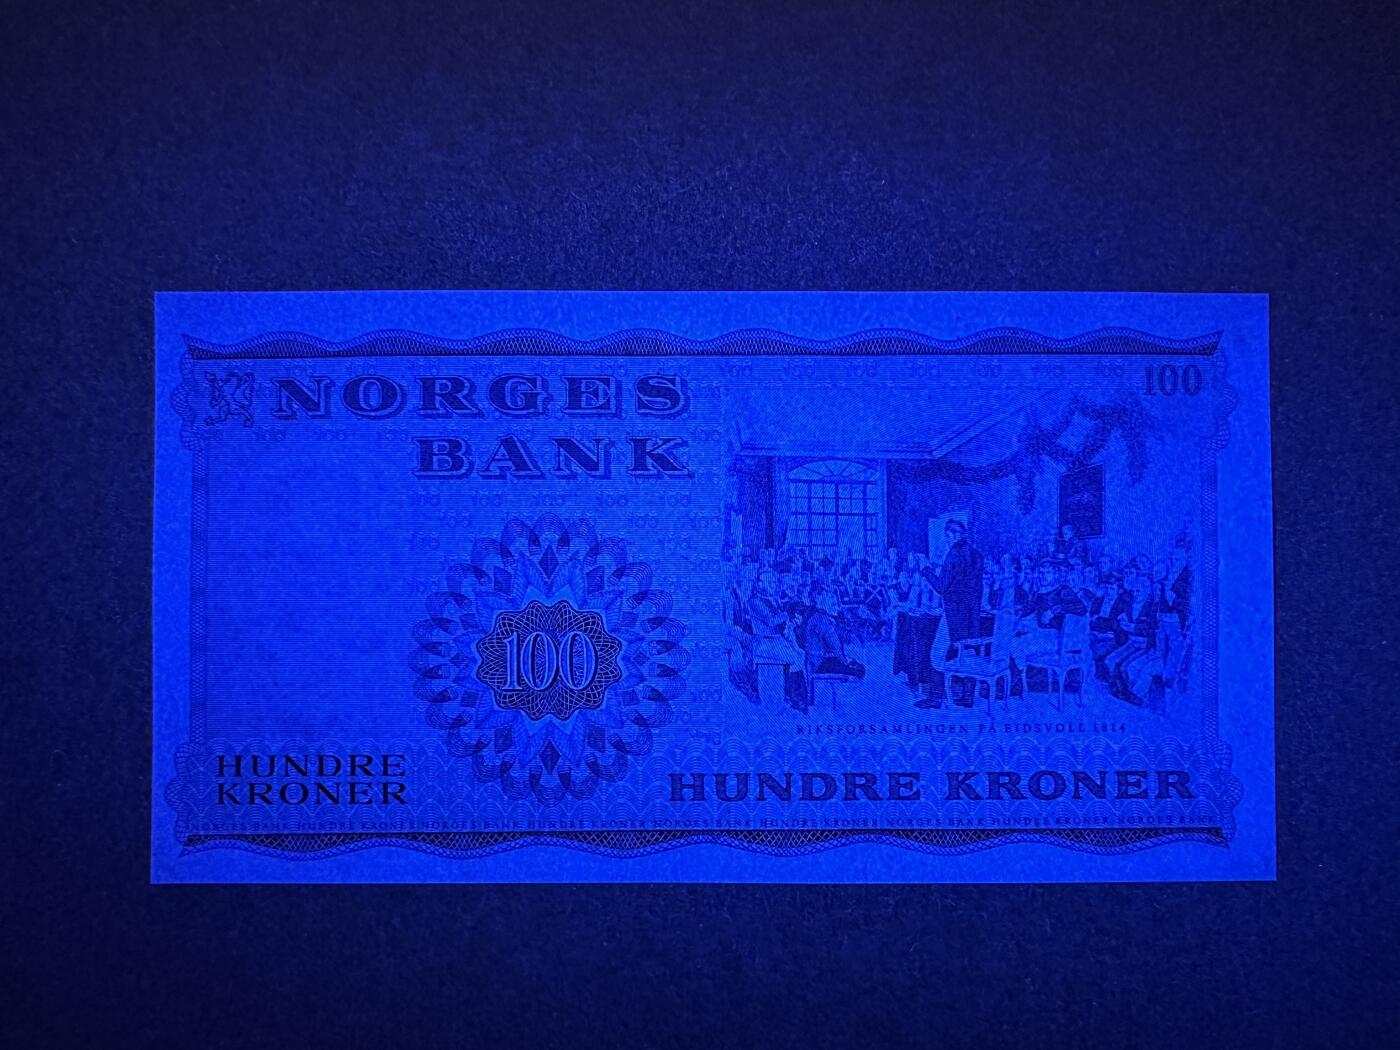 NORGES
BANK
100
100
RIKSFORSAMLINGEN PÅ EIDSVOLL 1814
HUNDRE
KRONER
HUNDRE KRONER
NORGES BANK HUNDRE KRONER NORGES BANK HUNDRE KRONER NORGES BANK HUNDRE KRONER NORGES BANK HUNDRE KRONER NORGES BANK